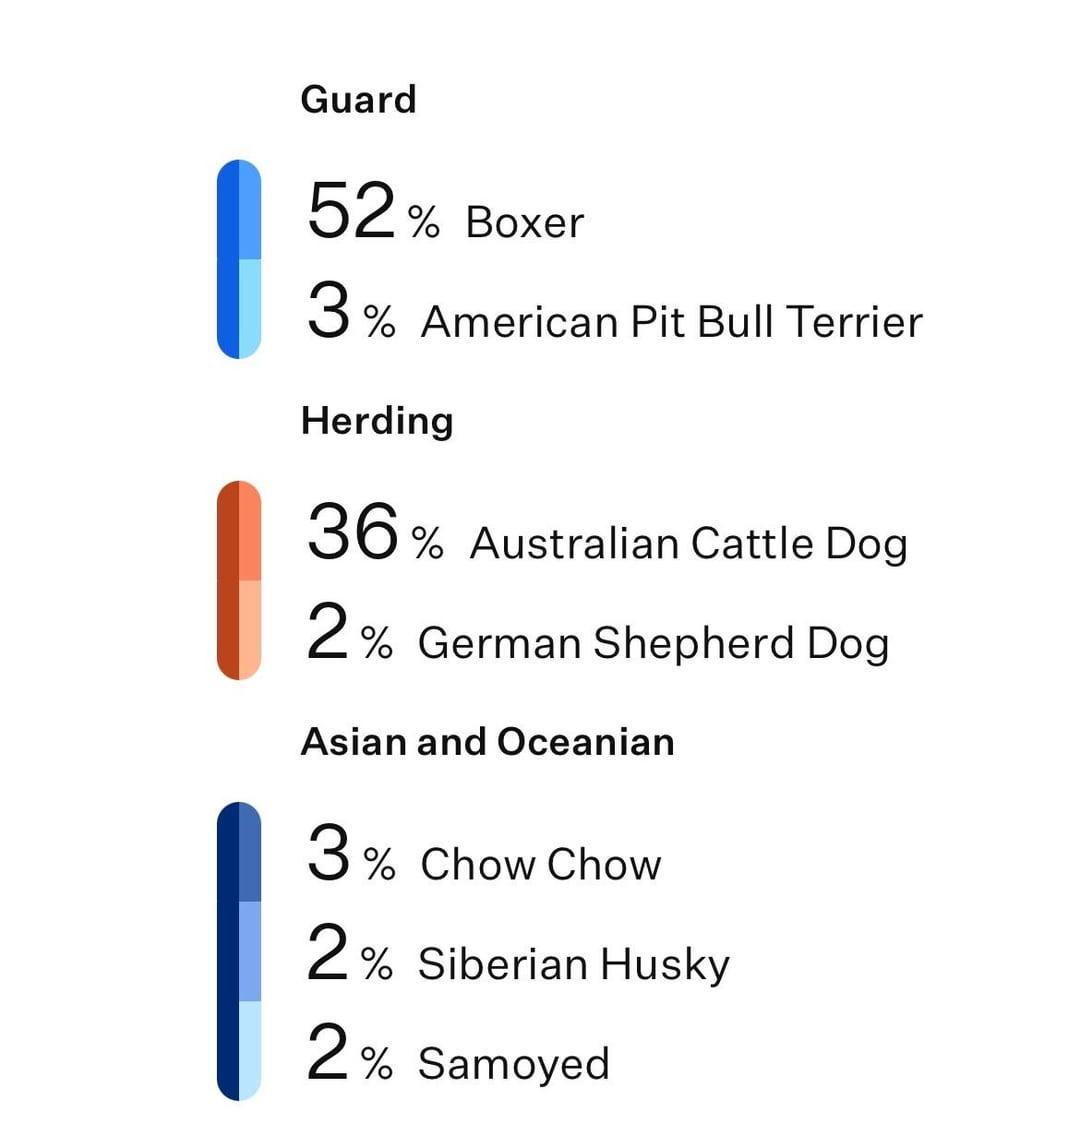 Guard
52 % Boxer
3 % American Pit Bull Terrier
Herding
36 % Australian Cattle Dog
2 % German Shepherd Dog
Asian and Oceanian
3 % Chow Chow
2 % Siberian Husky
2 % Samoyed